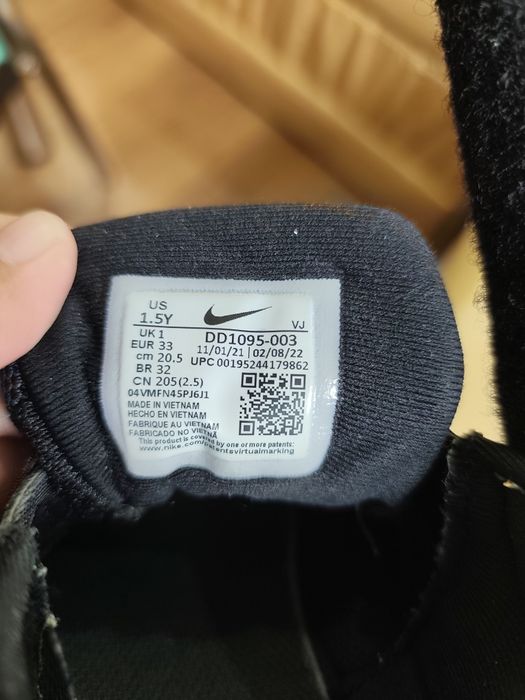 US
1.5Y
VJ
UK 1
DD1095-003
EUR 33
11/01/21 | 02/08/22
cm 20.5
UPC 00195244179862
BR 32
CN 205(2.5)
04VMFN45PJ6J1
MADE IN VIETNAM
HECHO EN VIETNAM
FABRIQUE AU VIETNAM
FABRICADO NO VIETNÃ
This product is covered by one or more patents:
www.nike.com/patentsvirtualmarking